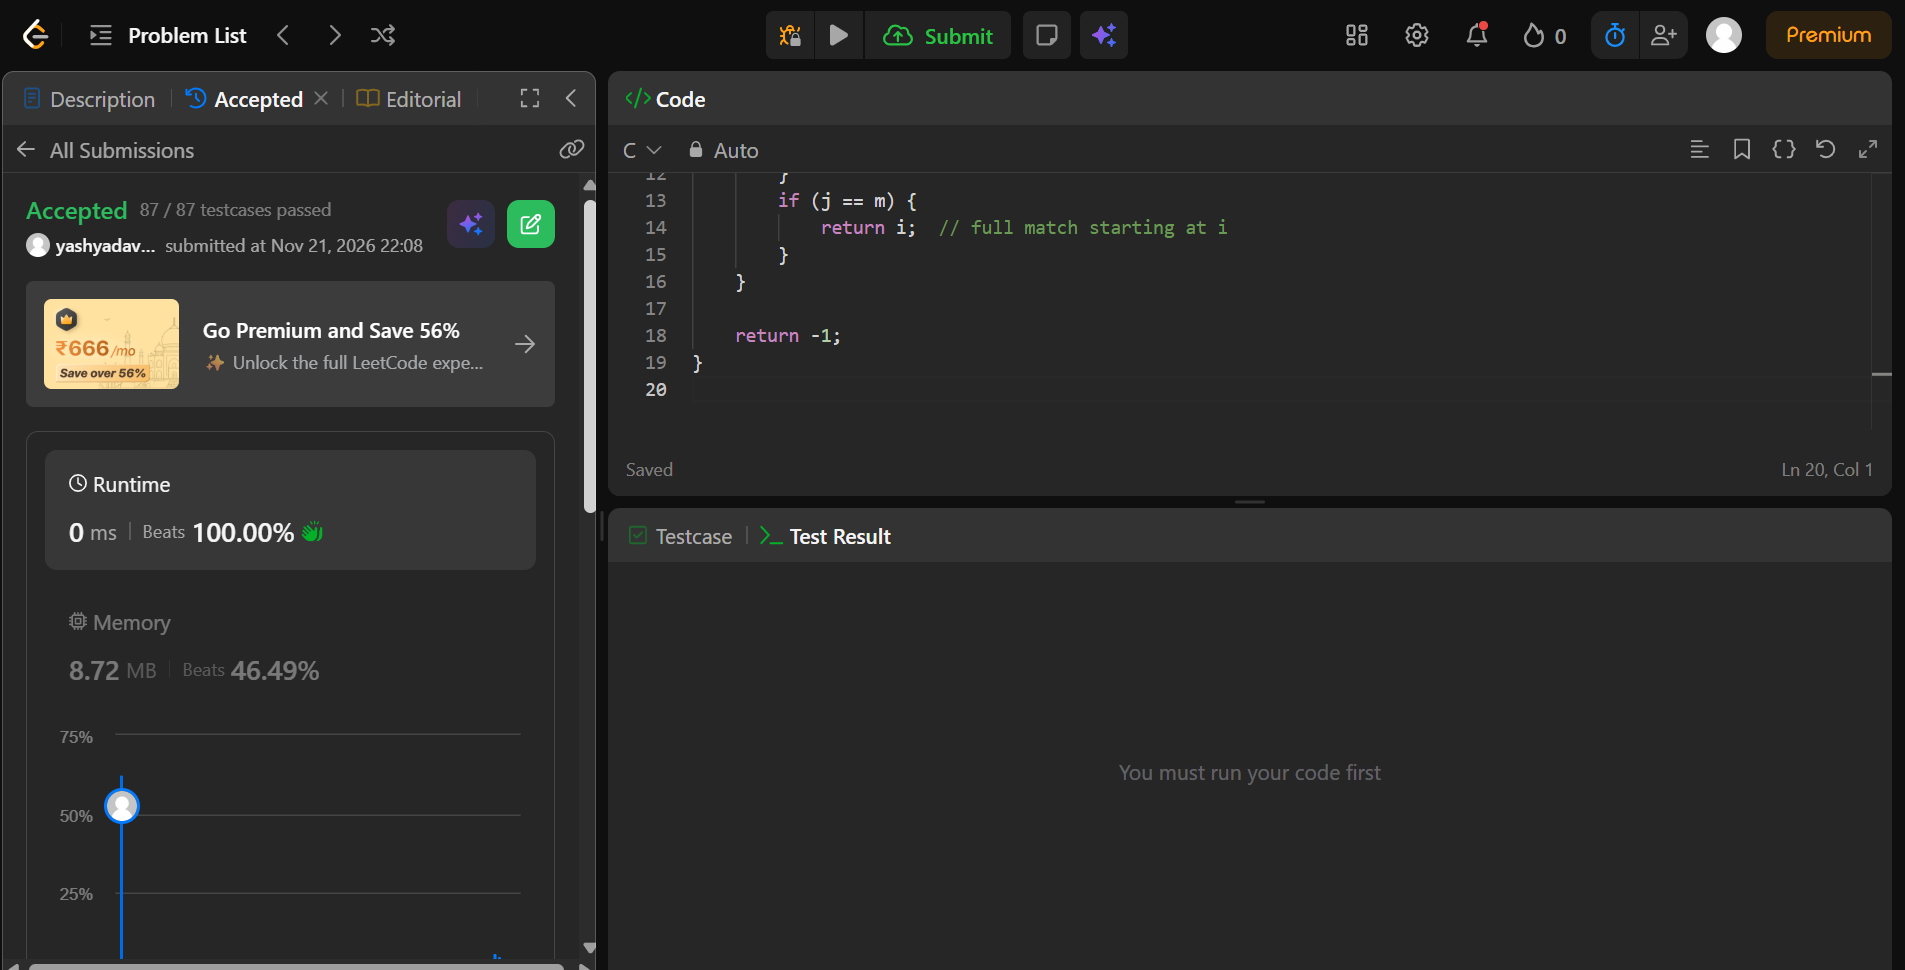 Problem List
Submit
0
Premium
Description
Accepted
Editorial
All Submissions
Accepted 87 / 87 testcases passed
yashyadav... submitted at Nov 21, 2026 22:08
₹666 /mo
Save over 56%
Go Premium and Save 56%
✨ Unlock the full LeetCode expe...
Runtime
0 ms Beats 100.00%
Memory
8.72 MB Beats 46.49%
75%
50%
25%
</> Code
C Auto
12 }
13 if (j == m) {
14 return i; // full match starting at i
15 }
16 }
17
18 return -1;
19 }
20
Saved
Ln 20, Col 1
Testcase
Test Result
You must run your code first